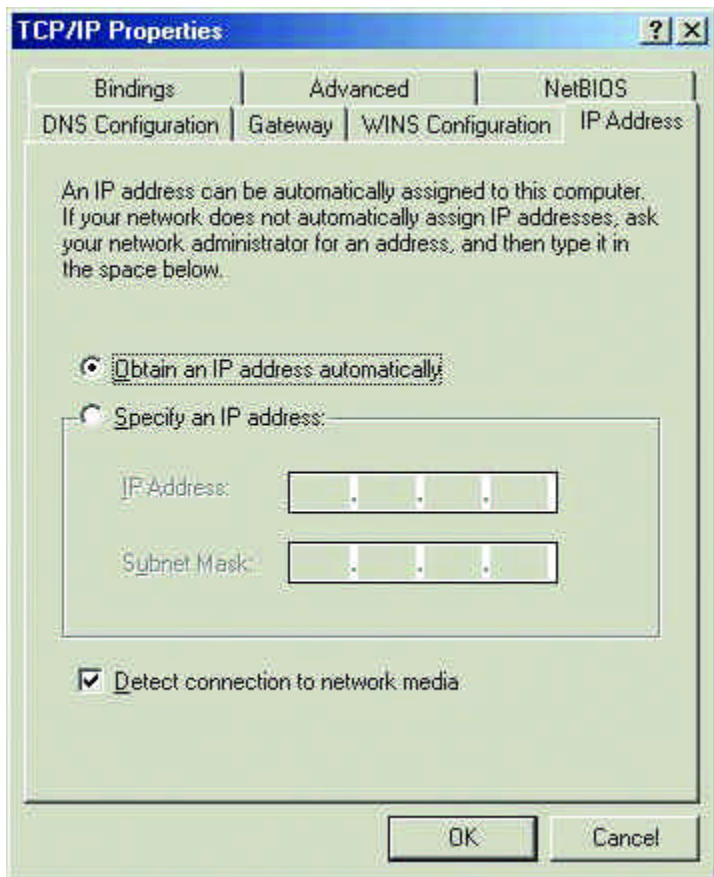 TCP/IP Properties
Bindings
Advanced
NetBIOS
DNS Configuration
Gateway
WINS Configuration
IP Address
An IP address can be automatically assigned to this computer.
If your network does not automatically assign IP addresses, ask
your network administrator for an address, and then type it in
the space below.
Obtain an IP address automatically
Specify an IP address:
IP Address:
. . .
Subnet Mask:
. . .
Detect connection to network media
OK
Cancel